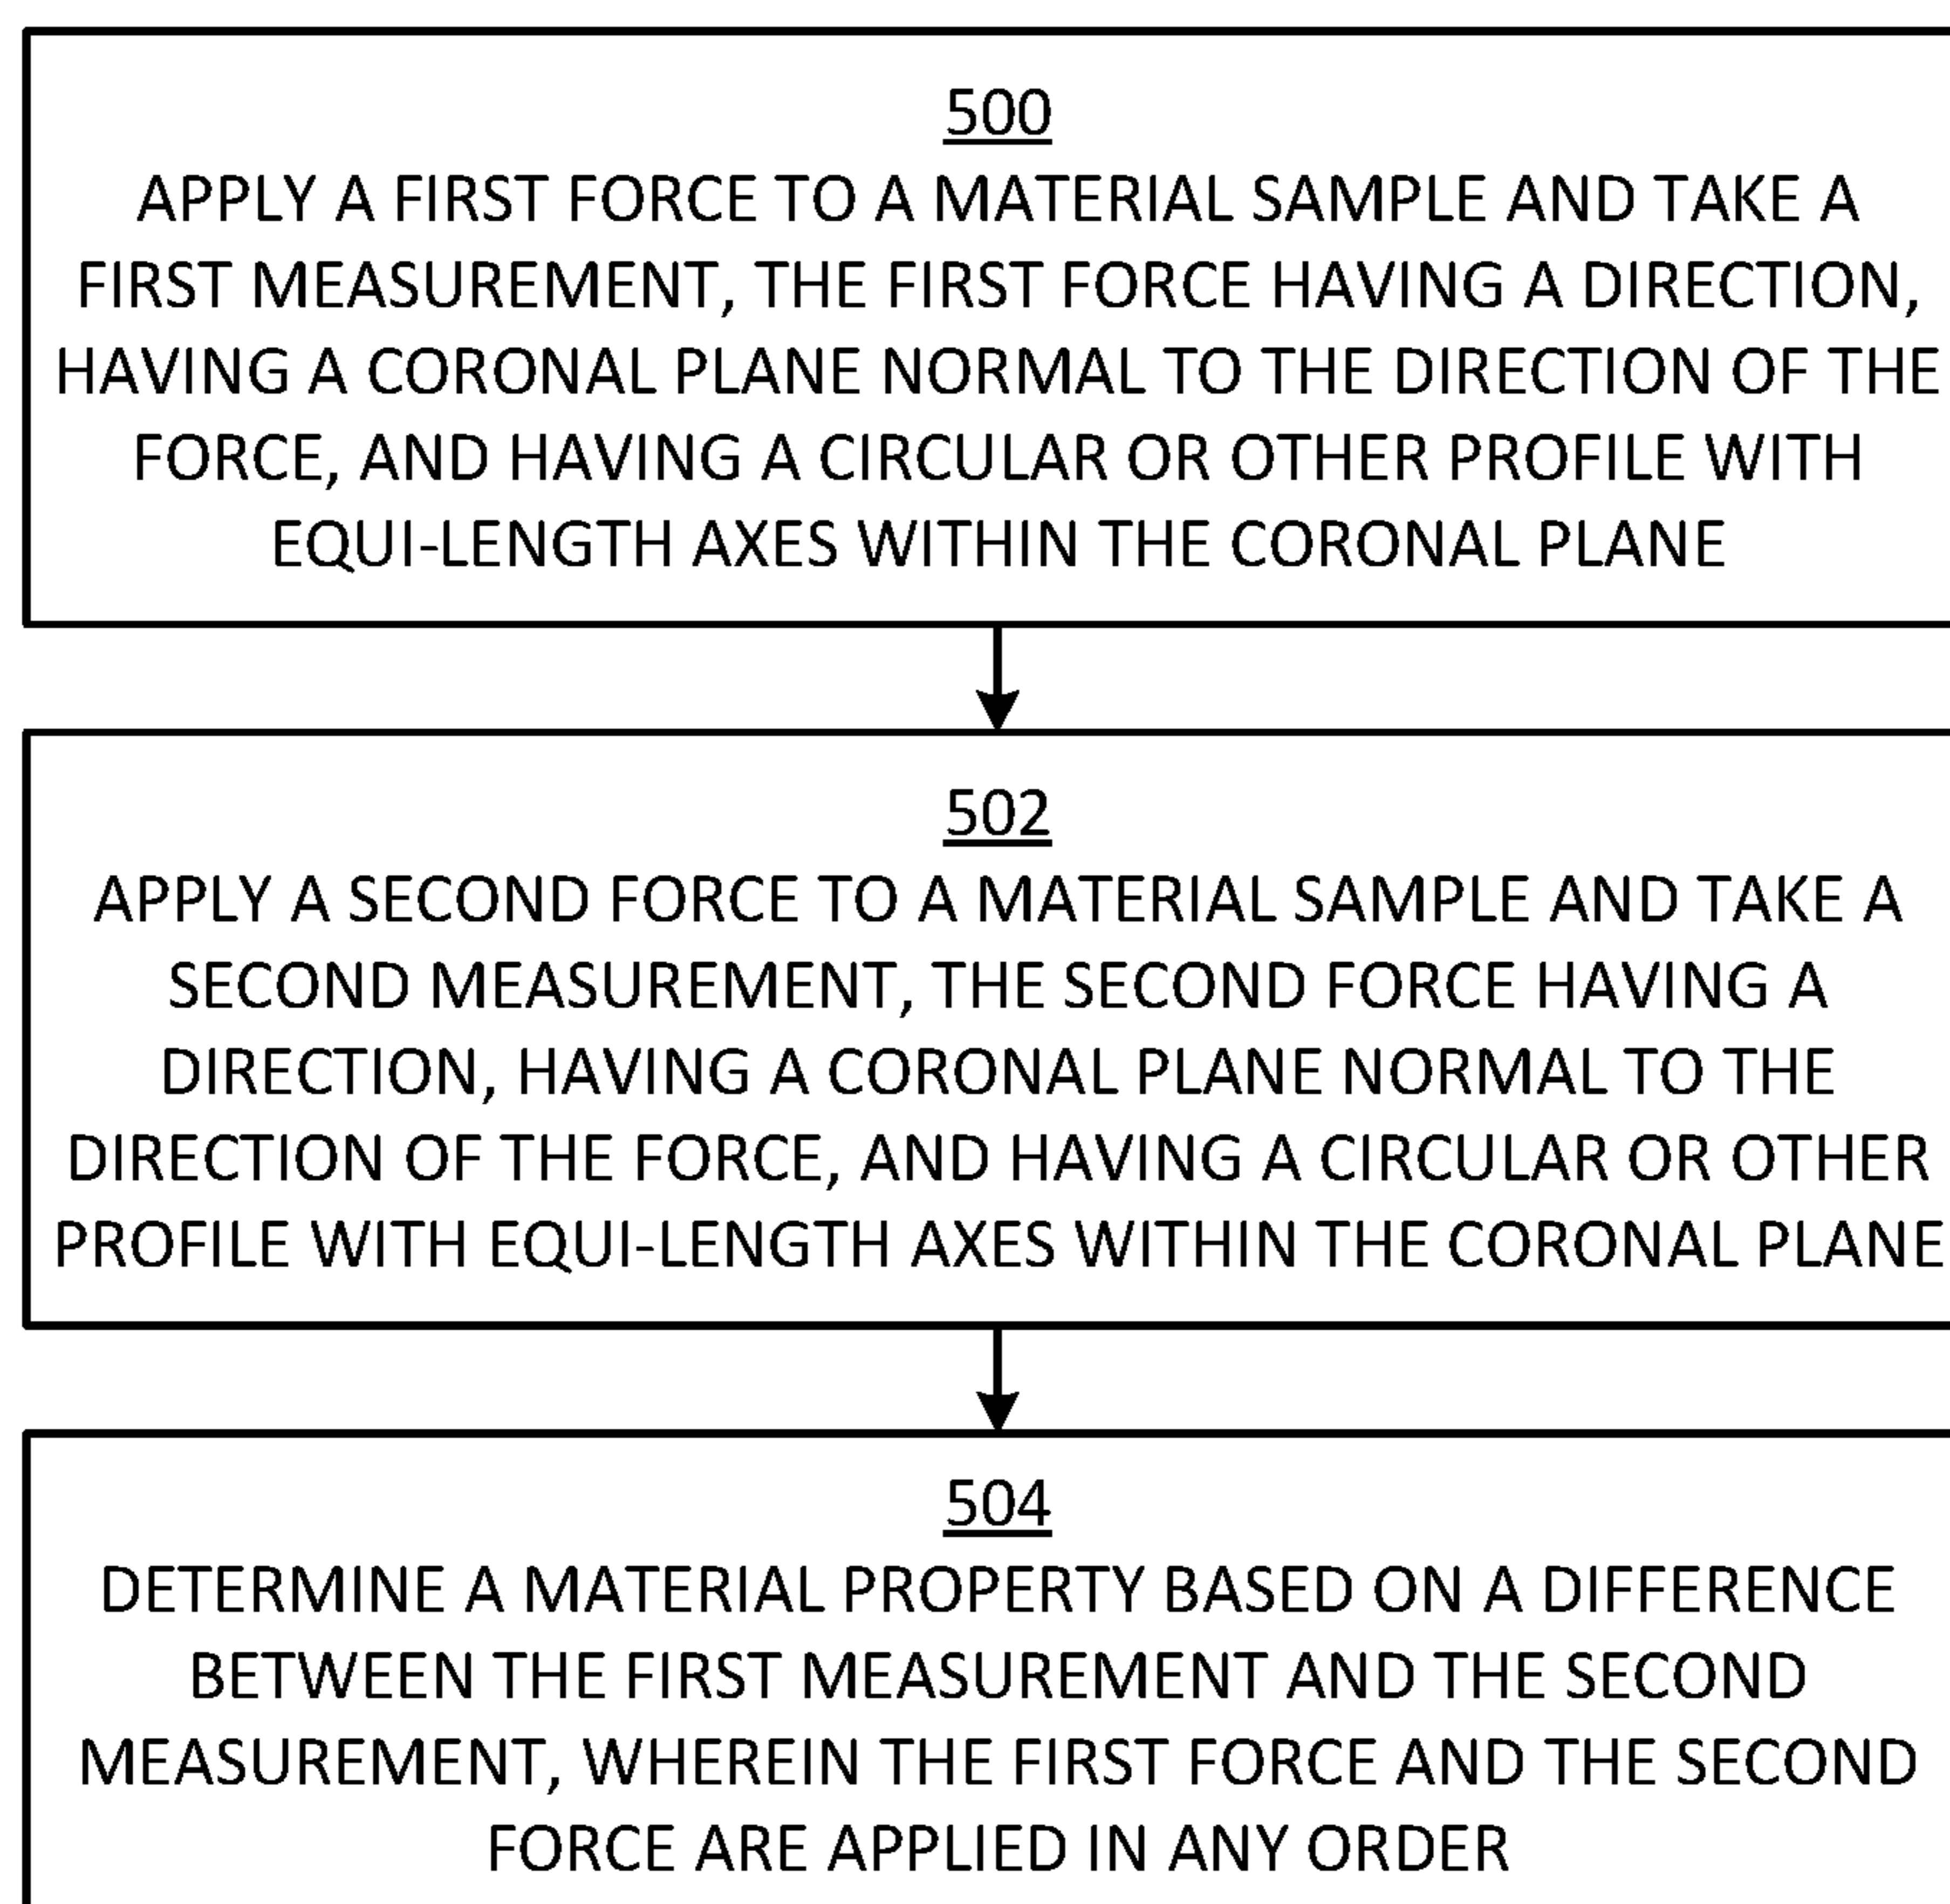 500
APPLY A FIRST FORCE TO A MATERIAL SAMPLE AND TAKE A
FIRST MEASUREMENT, THE FIRST FORCE HAVING A DIRECTION,
HAVING A CORONAL PLANE NORMAL TO THE DIRECTION OF THE
FORCE, AND HAVING A CIRCULAR OR OTHER PROFILE WITH
EQUI-LENGTH AXES WITHIN THE CORONAL PLANE
502
APPLY A SECOND FORCE TO A MATERIAL SAMPLE AND TAKE A
SECOND MEASUREMENT, THE SECOND FORCE HAVING A
DIRECTION, HAVING A CORONAL PLANE NORMAL TO THE
DIRECTION OF THE FORCE, AND HAVING A CIRCULAR OR OTHER
PROFILE WITH EQUI-LENGTH AXES WITHIN THE CORONAL PLANE
504
DETERMINE A MATERIAL PROPERTY BASED ON A DIFFERENCE
BETWEEN THE FIRST MEASUREMENT AND THE SECOND
MEASUREMENT, WHEREIN THE FIRST FORCE AND THE SECOND
FORCE ARE APPLIED IN ANY ORDER